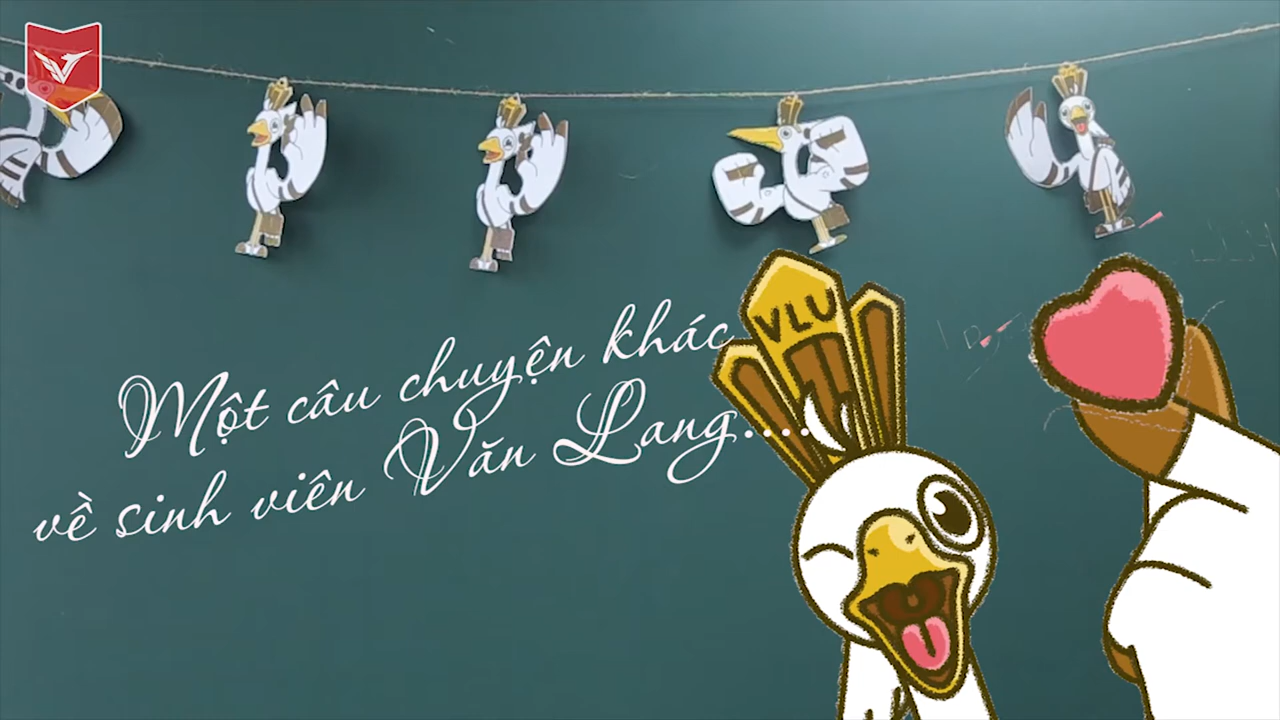 Một câu chuyện khác
về sinh viên Văn Lang....
VLU